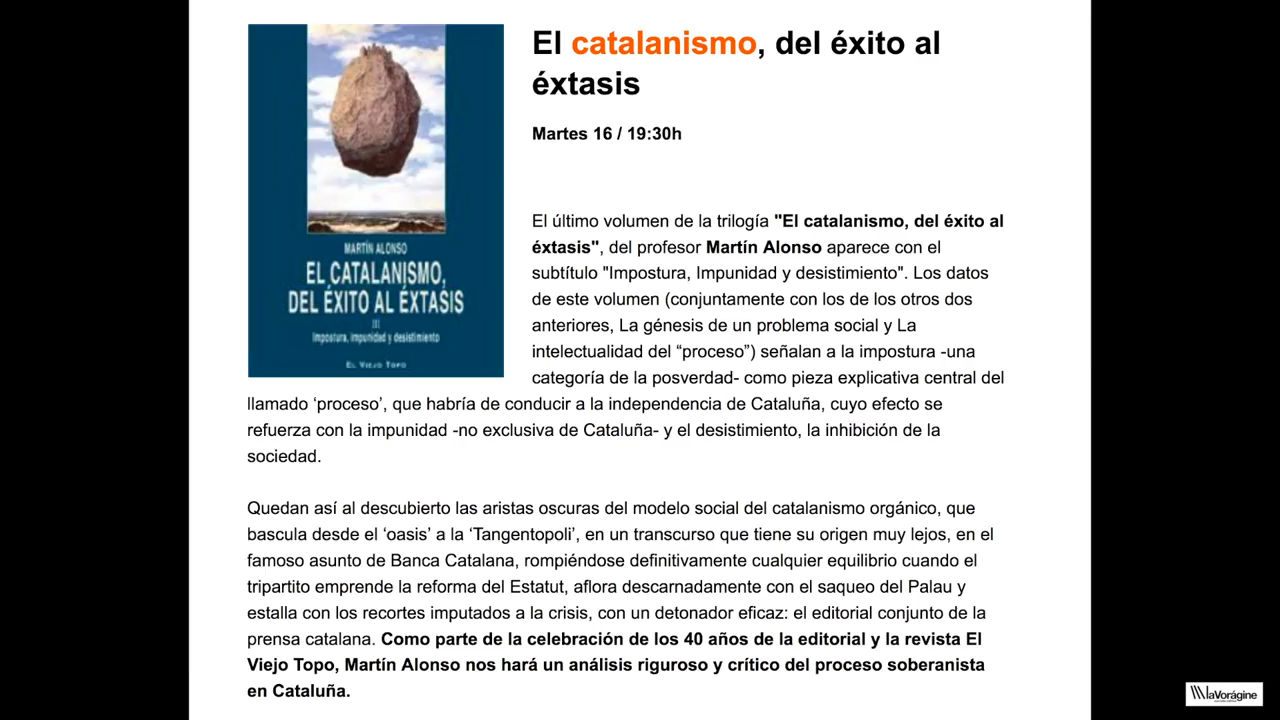 El catalanismo, del éxito al
éxtasis
Martes 16 / 19:30h
MARTÍN ALONSO
EL CATALANISMO,
DEL ÉXITO AL ÉXTASIS
III
Impostura, impunidad y desistimiento
EL VIEJO TOPO
El último volumen de la trilogía "El catalanismo, del éxito al
éxtasis", del profesor Martín Alonso aparece con el
subtítulo "Impostura, Impunidad y desistimiento". Los datos
de este volumen (conjuntamente con los de los otros dos
anteriores, La génesis de un problema social y La
intelectualidad del “proceso”) señalan a la impostura -una
categoría de la posverdad- como pieza explicativa central del
llamado ‘proceso’, que habría de conducir a la independencia de Cataluña, cuyo efecto se
refuerza con la impunidad -no exclusiva de Cataluña- y el desistimiento, la inhibición de la
sociedad.
Quedan así al descubierto las aristas oscuras del modelo social del catalanismo orgánico, que
bascula desde el ‘oasis’ a la ‘Tangentopoli’, en un transcurso que tiene su origen muy lejos, en el
famoso asunto de Banca Catalana, rompiéndose definitivamente cualquier equilibrio cuando el
tripartito emprende la reforma del Estatut, aflora descarnadamente con el saqueo del Palau y
estalla con los recortes imputados a la crisis, con un detonador eficaz: el editorial conjunto de la
prensa catalana. Como parte de la celebración de los 40 años de la editorial y la revista El
Viejo Topo, Martín Alonso nos hará un análisis riguroso y crítico del proceso soberanista
en Cataluña.
laVorágine